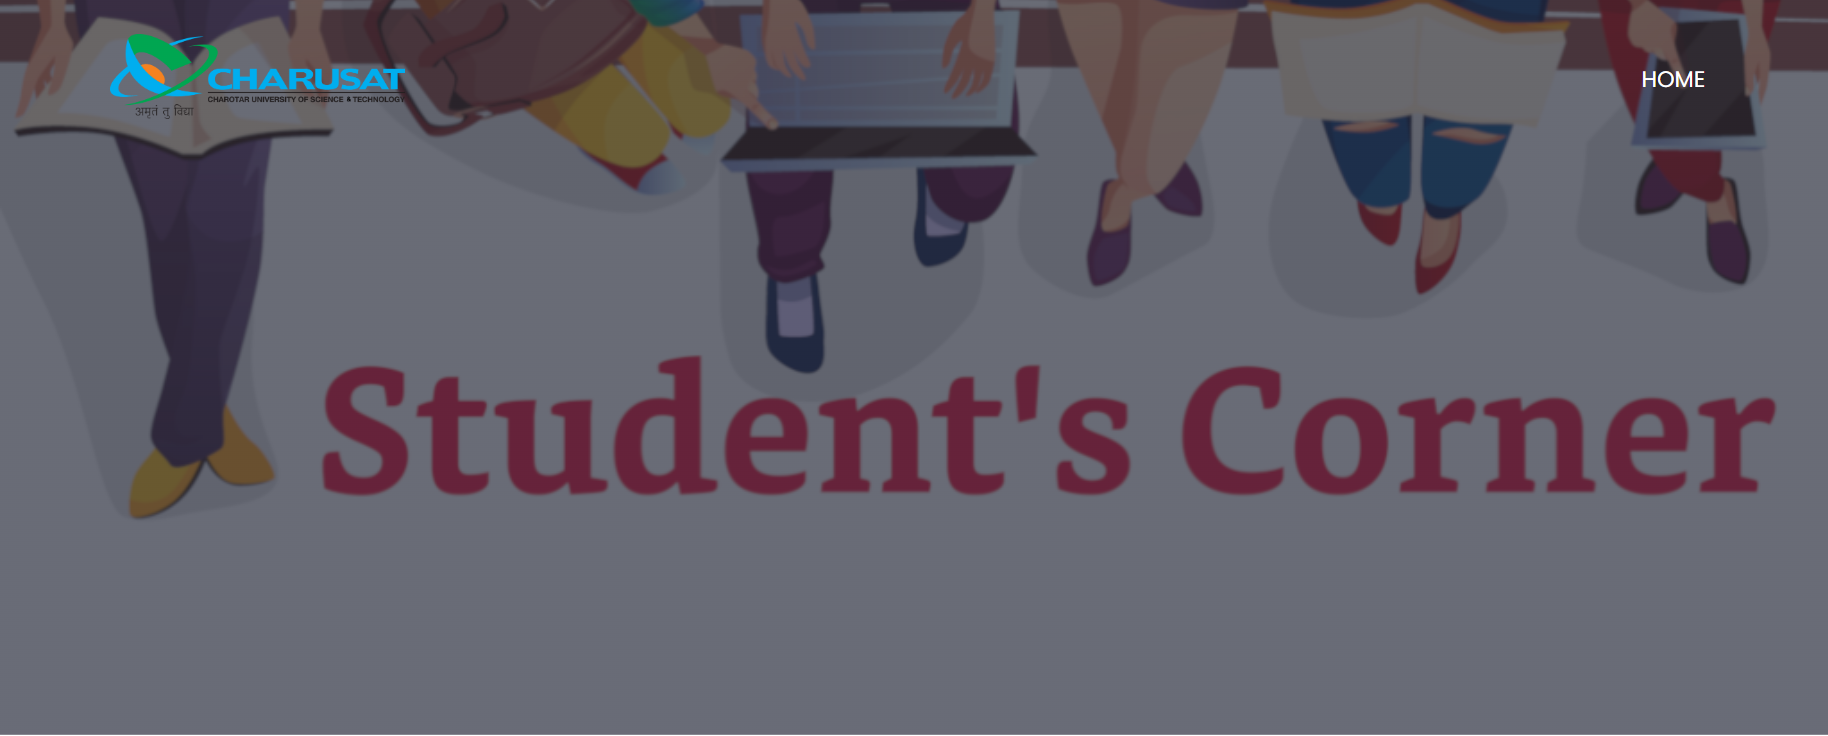 CHARUSAT
CHAROTAR UNIVERSITY OF SCIENCE & TECHNOLOGY
अमृतं तु विद्या
HOME
Student's Corner